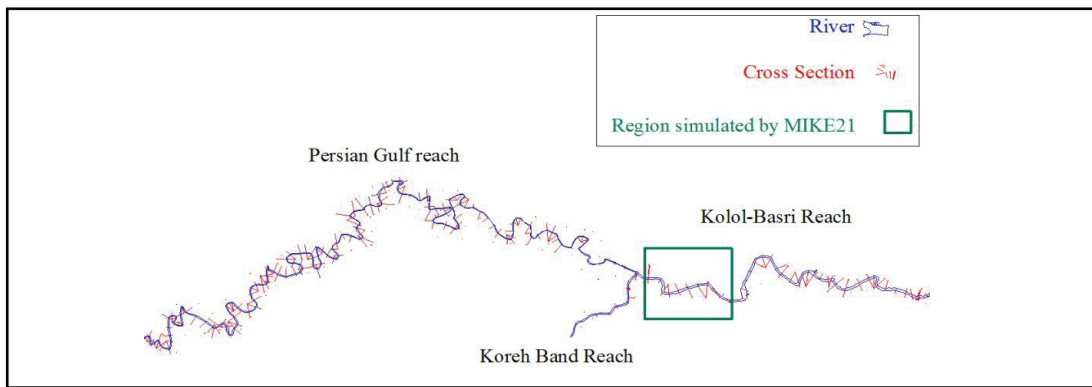 River
Cross Section
Region simulated by MIKE21
Persian Gulf reach
Kolol-Basri Reach
Koreh Band Reach